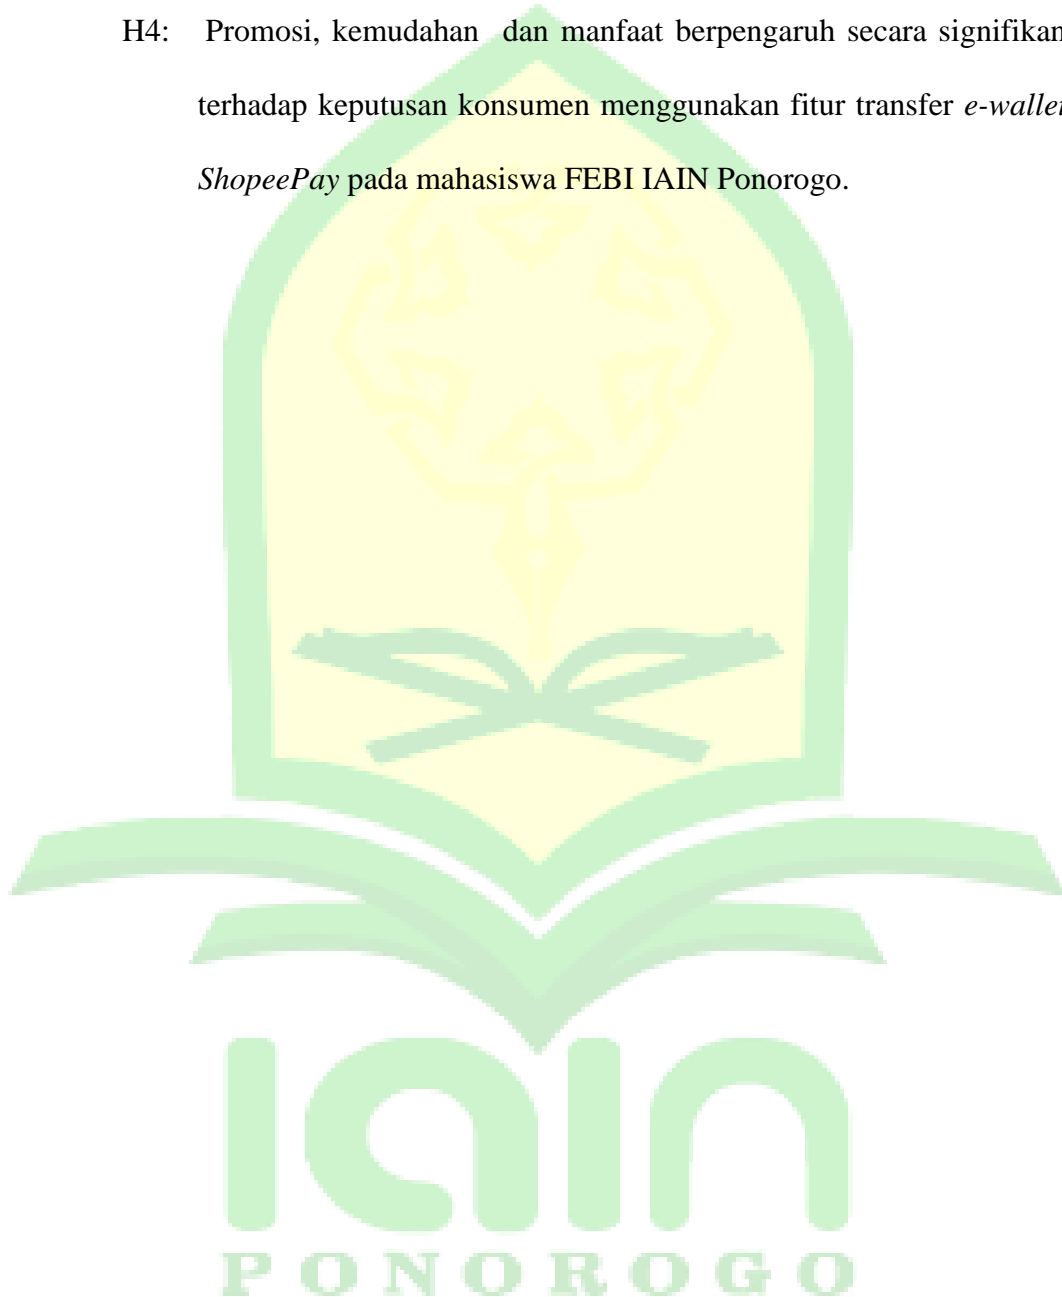 H4: Promosi, kemudahan dan manfaat berpengaruh secara signifikan
terhadap keputusan konsumen menggunakan fitur transfer e-wallet
ShopeePay pada mahasiswa FEBI IAIN Ponorogo.
IAIN
PONOROGO